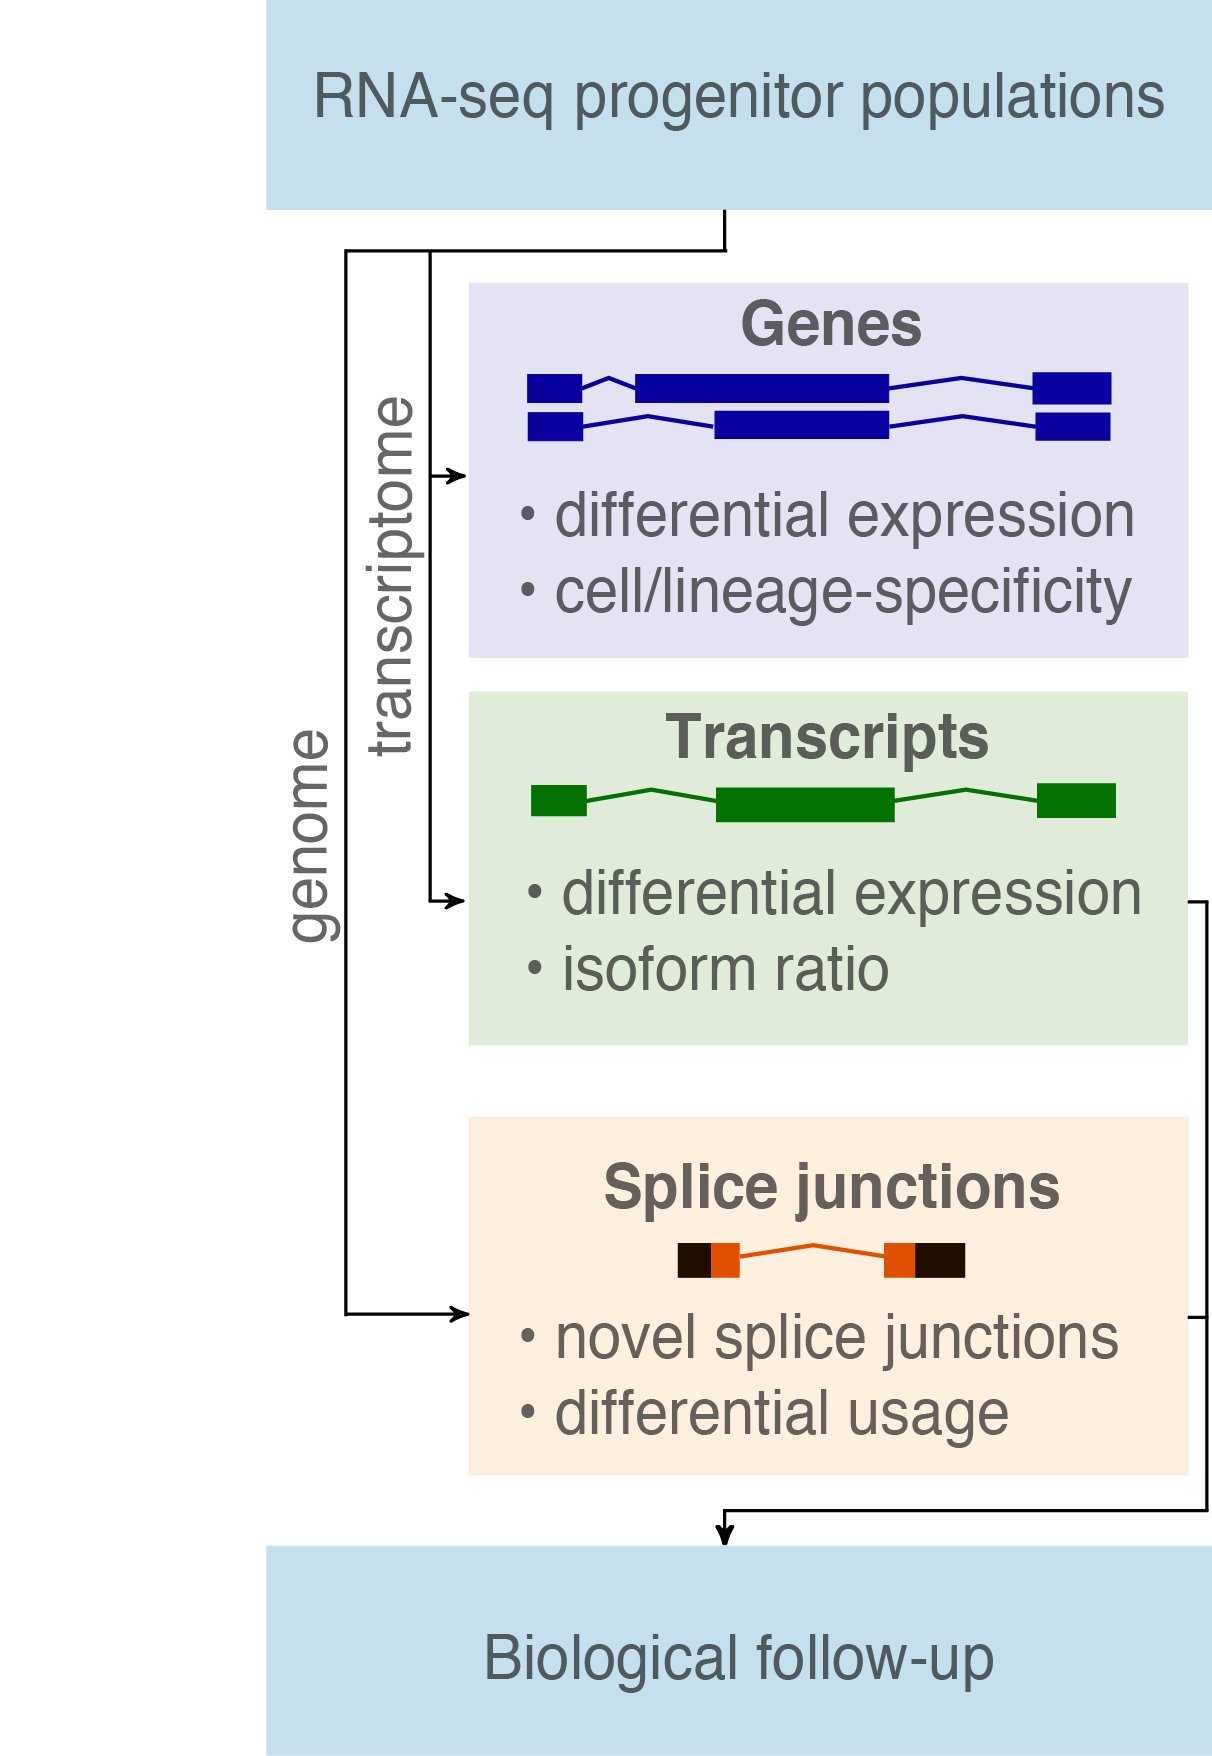 RNA-seq progenitor populations
genome
transcriptome
Genes
• differential expression
• cell/lineage-specificity
Transcripts
• differential expression
• isoform ratio
Splice junctions
• novel splice junctions
• differential usage
Biological follow-up